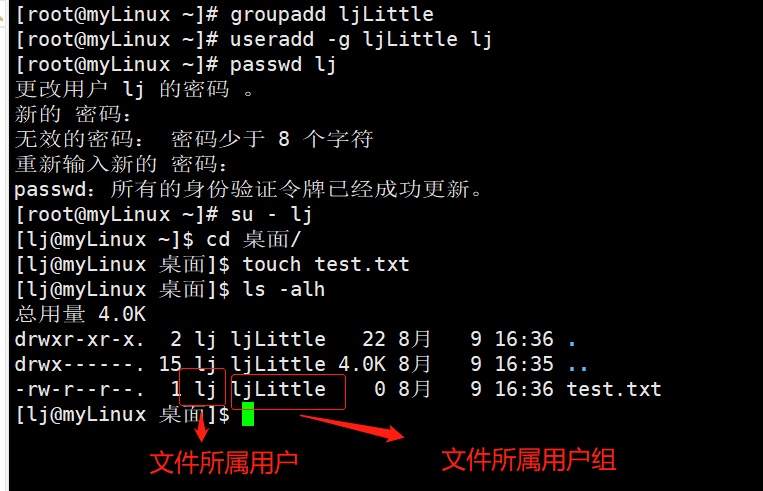 [root@myLinux ~]# groupadd ljLittle
[root@myLinux ~]# useradd -g ljLittle lj
[root@myLinux ~]# passwd lj
更改用户 lj 的密码 。
新的 密码：
无效的密码： 密码少于 8 个字符
重新输入新的 密码：
passwd：所有的身份验证令牌已经成功更新。
[root@myLinux ~]# su - lj
[lj@myLinux ~]$ cd 桌面/
[lj@myLinux 桌面]$ touch test.txt
[lj@myLinux 桌面]$ ls -alh
总用量 4.0K
drwxr-xr-x.  2 lj ljLittle   22 8月   9 16:36 .
drwx------. 15 lj ljLittle 4.0K 8月   9 16:35 ..
-rw-r--r--.  1 lj ljLittle    0 8月   9 16:36 test.txt
[lj@myLinux 桌面]$
文件所属用户
文件所属用户组